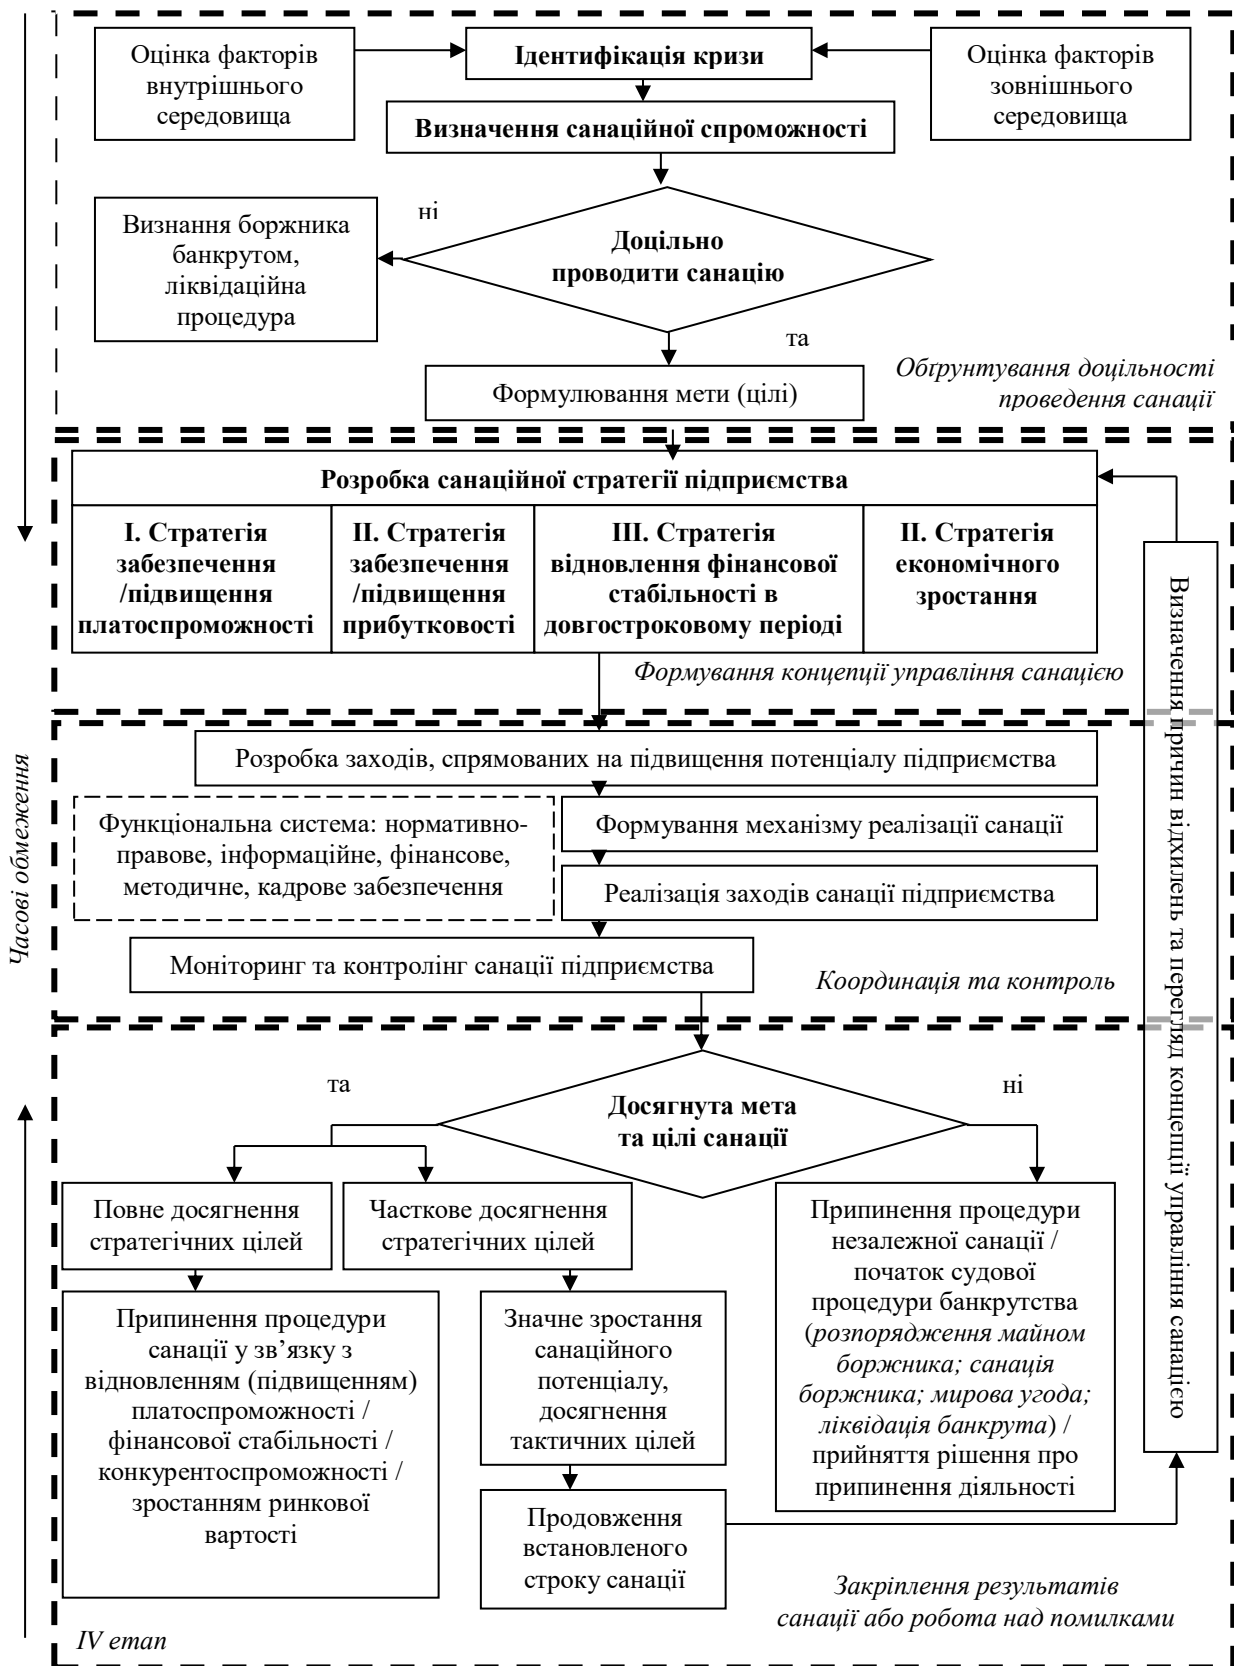 Оцінка факторів
внутрішнього
середовища
Ідентифікація кризи
Оцінка факторів
зовнішнього
середовища
Визначення санаційної спроможності
ні
Визнання боржника
банкрутом,
ліквідаційна
процедура
Доцільно
проводити санацію
та
Формулювання мети (цілі)
Обґрунтування доцільності
проведення санації
Розробка санаційної стратегії підприємства
І. Стратегія
забезпечення
/підвищення
платоспроможності
ІІ. Стратегія
забезпечення
/підвищення
прибутковості
ІІІ. Стратегія
відновлення фінансової
стабільності в
довгостроковому періоді
ІІ. Стратегія
економічного
зростання
Формування концепції управління санацією
Визначення причин відхилень та перегляд концепції управління санацією
Часові обмеження
Розробка заходів, спрямованих на підвищення потенціалу підприємства
Функціональна система: нормативно-
правове, інформаційне, фінансове,
методичне, кадрове забезпечення
Формування механізму реалізації санації
Реалізація заходів санації підприємства
Моніторинг та контролінг санації підприємства
Координація та контроль
та
ні
Досягнута мета
та цілі санації
Повне досягнення
стратегічних цілей
Часткове досягнення
стратегічних цілей
Припинення процедури
незалежної санації /
початок судової
процедури банкрутства
(розпорядження майном
боржника; санація
боржника; мирова угода;
ліквідація банкрута) /
прийняття рішення про
припинення діяльності
Припинення процедури
санації у зв’язку з
відновленням (підвищенням)
платоспроможності /
фінансової стабільності /
конкурентоспроможності /
зростанням ринкової
вартості
Значне зростання
санаційного
потенціалу,
досягнення
тактичних цілей
Продовження
встановленого
строку санації
Закріплення результатів
санації або робота над помилками
IV етап